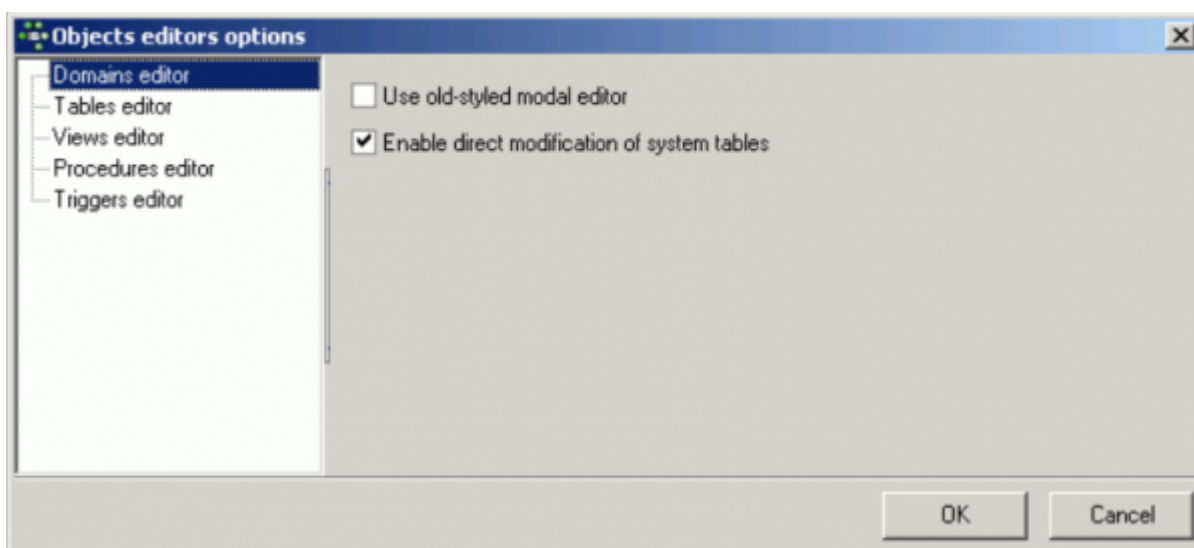 Objects editors options
Domains editor
Tables editor
Views editor
Procedures editor
Triggers editor
Use old-styled modal editor
Enable direct modification of system tables
OK
Cancel